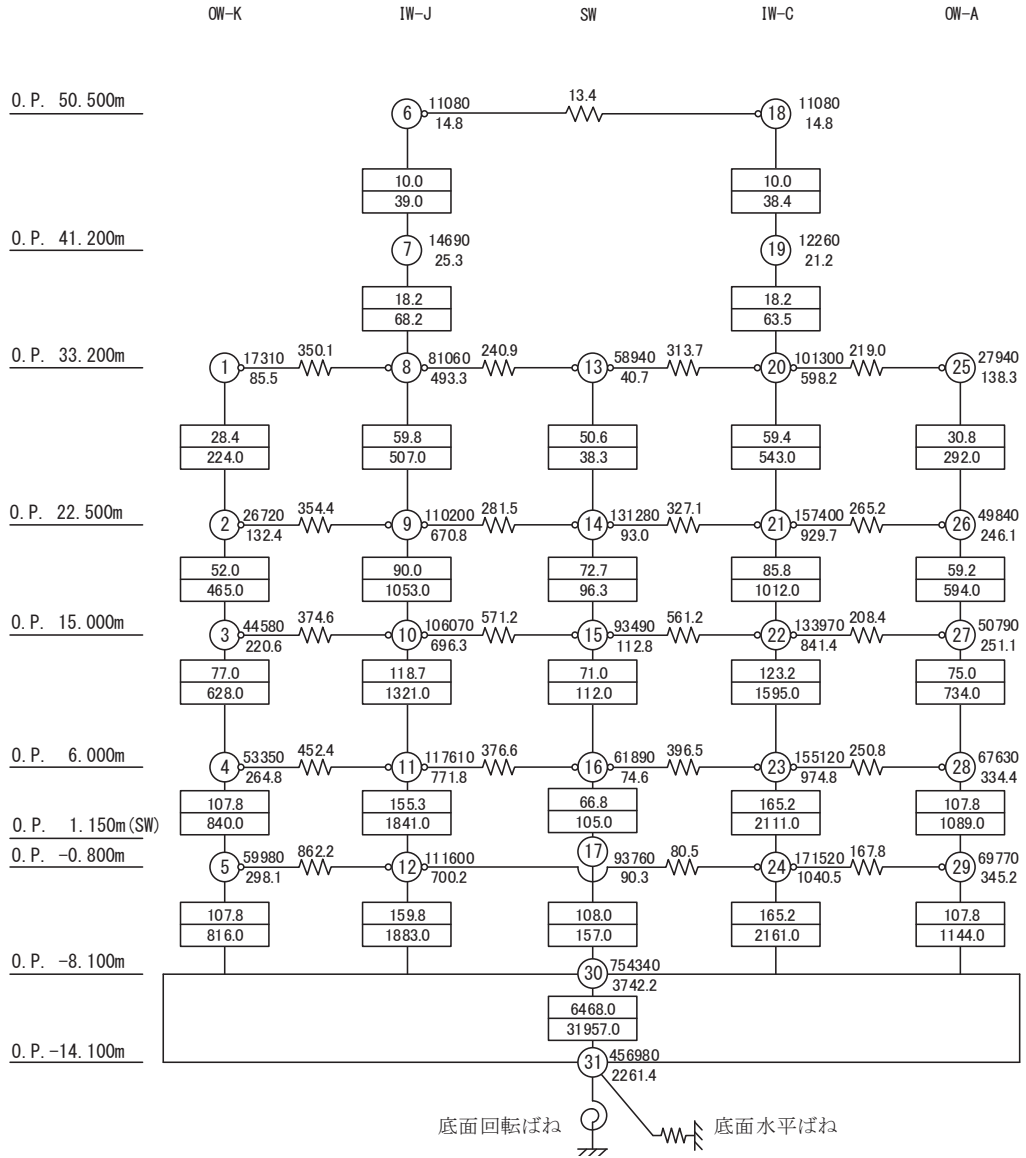 OW-K IW-J SW IW-C OW-A
O.P. 50.500m 6 11080 13.4 18 11080
14.8 14.8
10.0 10.0
39.0 38.4
O.P. 41.200m 7 14690 19 12260
25.3 21.2
18.2 18.2
68.2 63.5
O.P. 33.200m 1 17310 350.1 8 81060 240.9 13 58940 313.7 20 101300 219.0 25 27940
85.5 493.3 40.7 598.2 138.3
28.4 59.8 50.6 59.4 30.8
224.0 507.0 38.3 543.0 292.0
O.P. 22.500m 2 26720 354.4 9 110200 281.5 14 131280 327.1 21 157400 265.2 26 49840
132.4 670.8 93.0 929.7 246.1
52.0 90.0 72.7 85.8 59.2
465.0 1053.0 96.3 1012.0 594.0
O.P. 15.000m 3 44580 374.6 10 106070 571.2 15 93490 561.2 22 133970 208.4 27 50790
220.6 696.3 112.8 841.4 251.1
77.0 118.7 71.0 123.2 75.0
628.0 1321.0 112.0 1595.0 734.0
O.P. 6.000m 4 53350 452.4 11 117610 376.6 16 61890 396.5 23 155120 250.8 28 67630
264.8 771.8 74.6 974.8 334.4
107.8 155.3 66.8 165.2 107.8
840.0 1841.0 105.0 2111.0 1089.0
O.P. 1.150m(SW) 17
O.P. -0.800m 5 59980 862.2 12 111600 93760 80.5 24 171520 167.8 29 69770
298.1 700.2 90.3 1040.5 345.2
107.8 159.8 108.0 165.2 107.8
816.0 1883.0 157.0 2161.0 1144.0
O.P. -8.100m 30 754340
3742.2
6468.0
31957.0
O.P.-14.100m 31 456980
2261.4
底面回転ばね 底面水平ばね